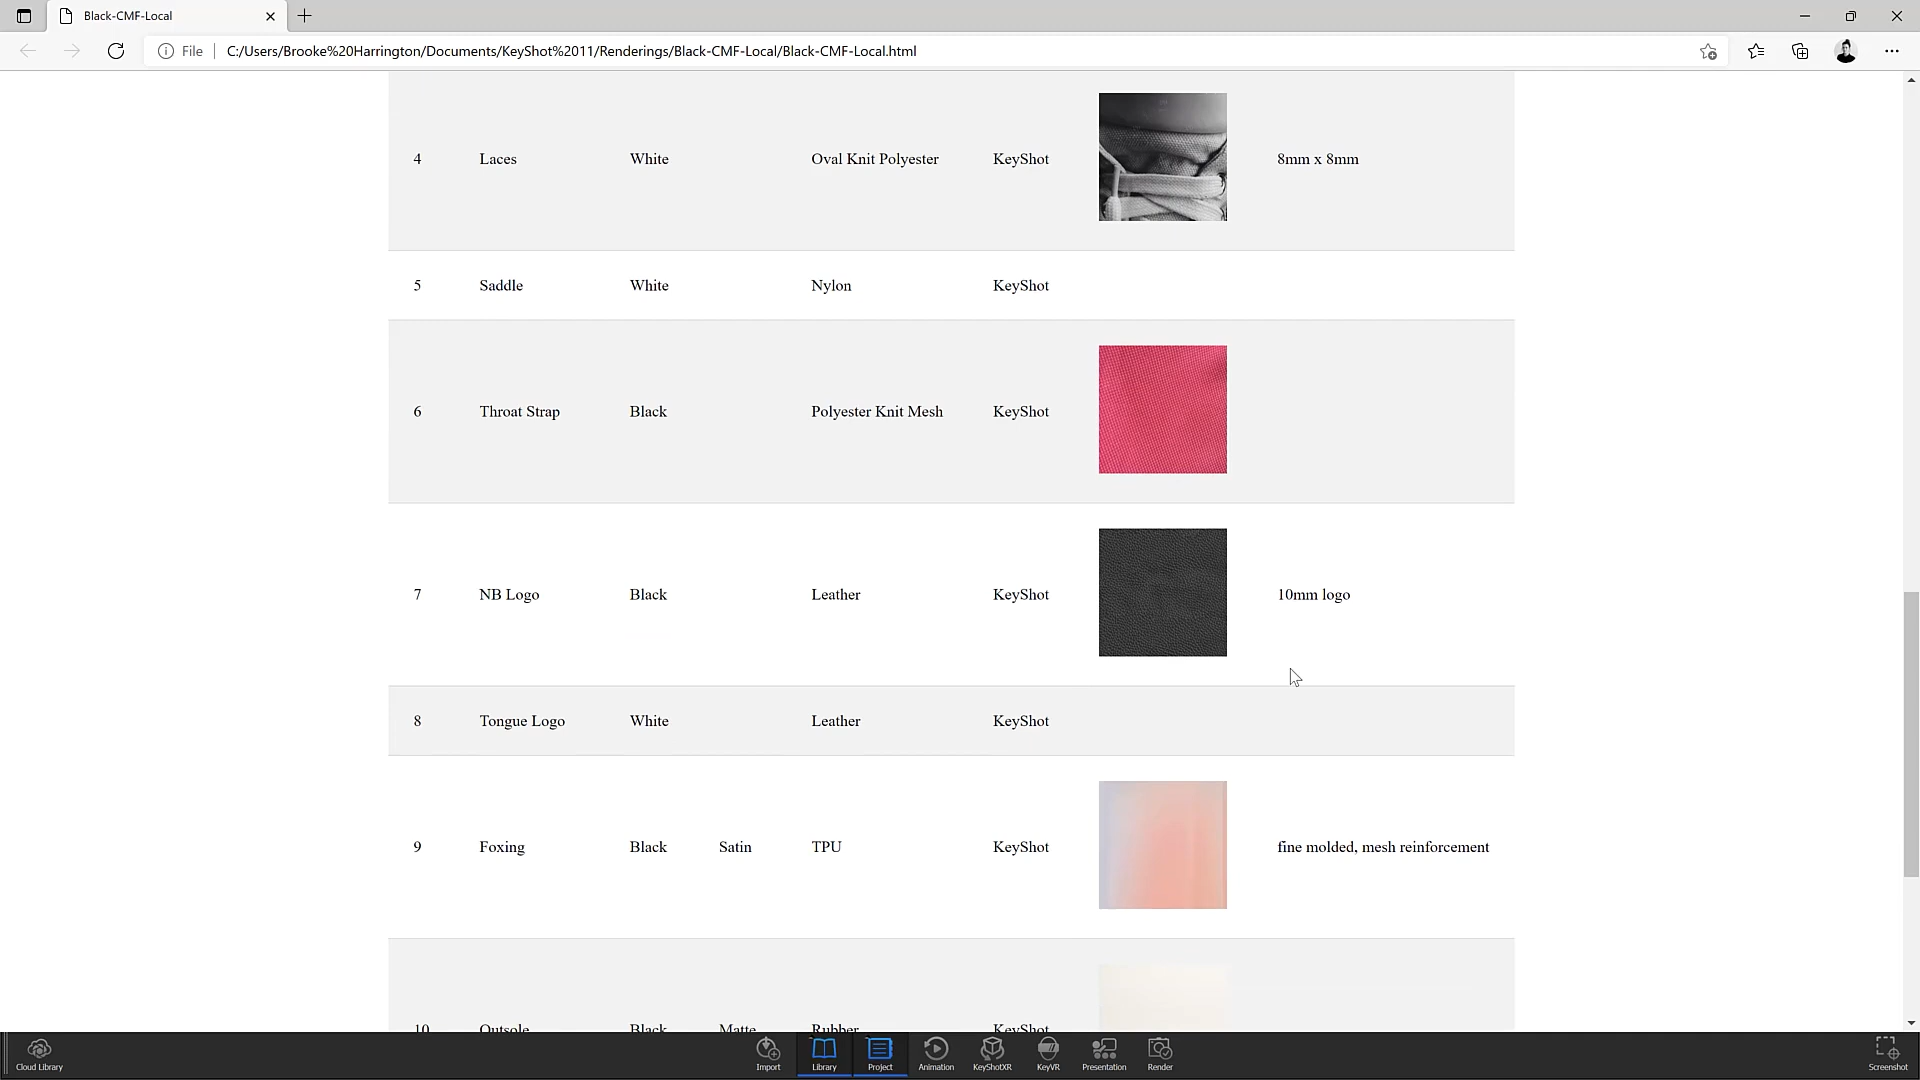 Black-CMF-Local
File C:/Users/Brooke%20Harrington/Documents/KeyShot%2011/Renderings/Black-CMF-Local/Black-CMF-Local.html
4 Laces White Oval Knit Polyester KeyShot 8mm x 8mm
5 Saddle White Nylon KeyShot
6 Throat Strap Black Polyester Knit Mesh KeyShot
7 NB Logo Black Leather KeyShot 10mm logo
8 Tongue Logo White Leather KeyShot
9 Foxing Black Satin TPU KeyShot fine molded, mesh reinforcement
10 Outsole Black Matte Rubber KeyShot
Cloud Library Import Library Project Animation KeyShotXR KeyVR Presentation Render Screenshot